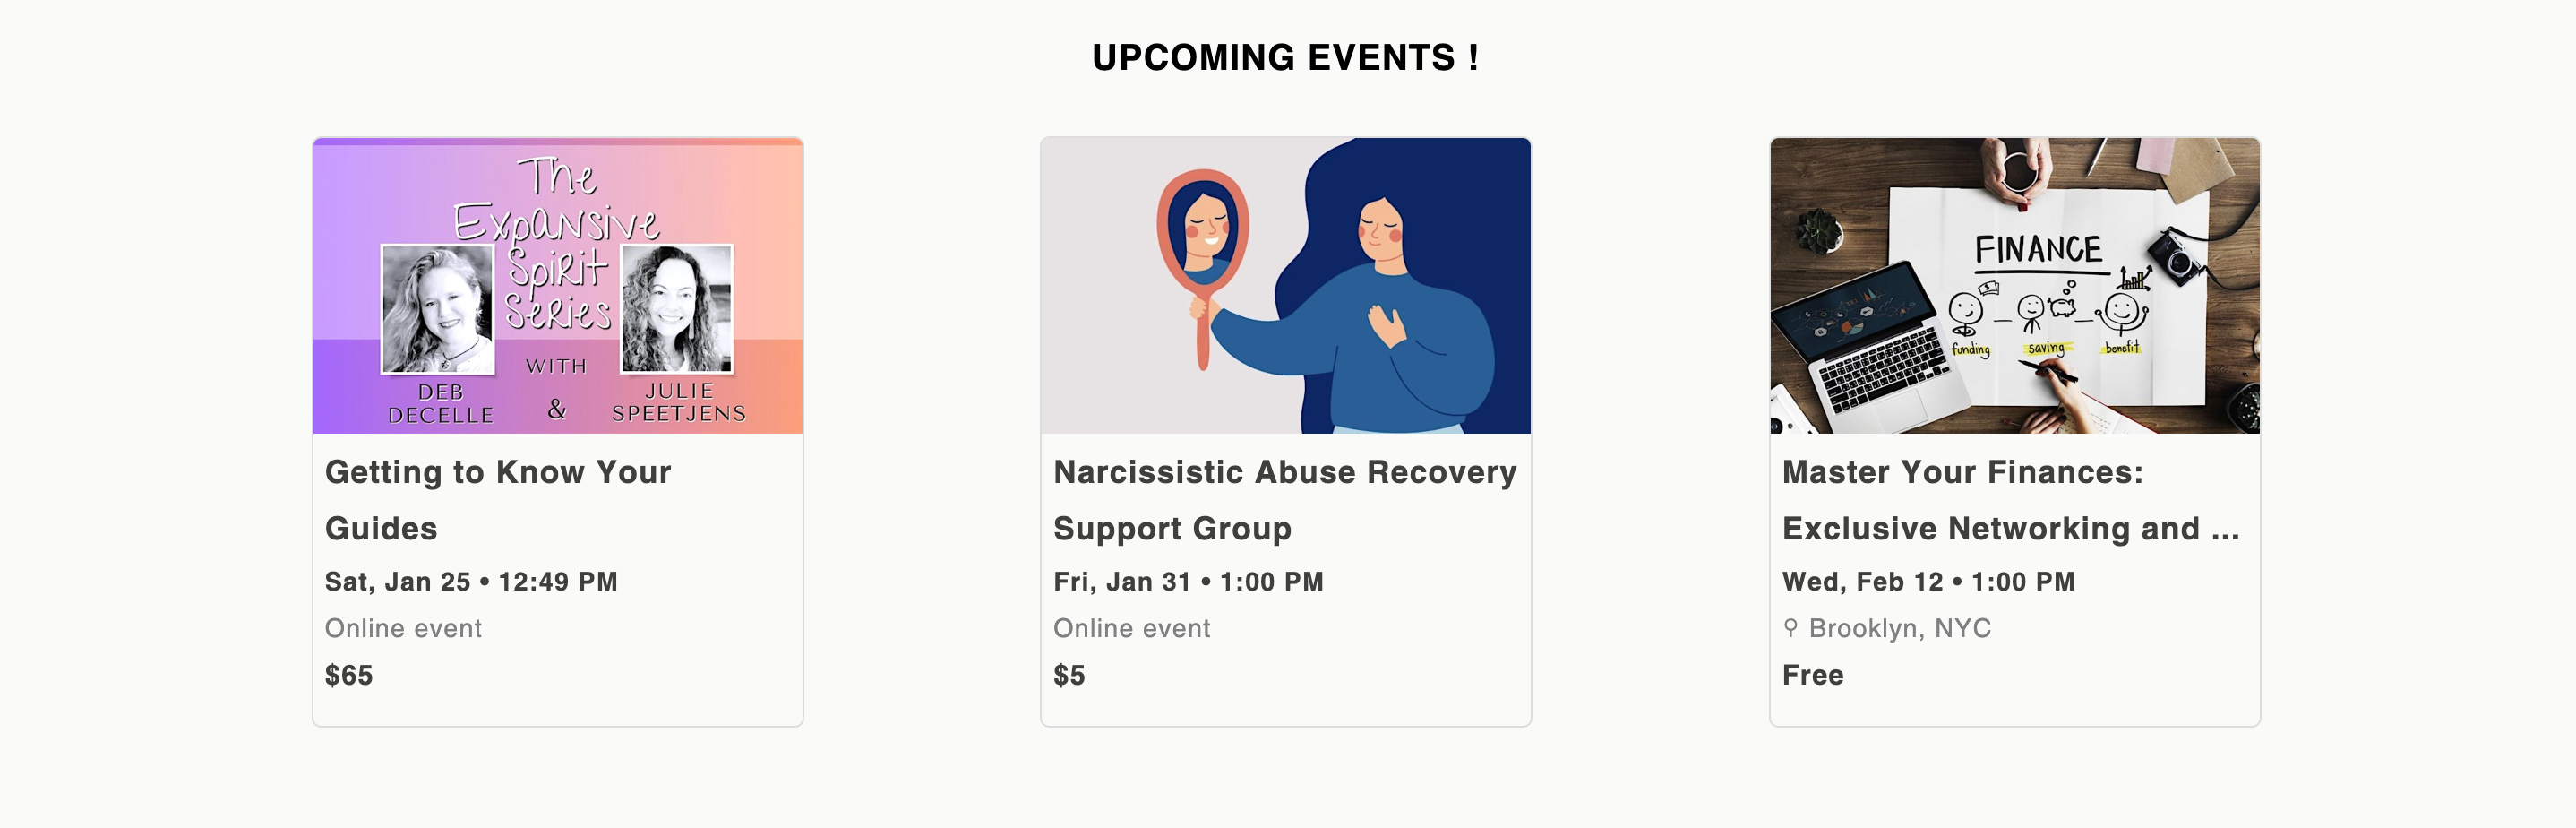 UPCOMING EVENTS !
The
Expansive
Spirit
Series
WITH
DEB
DECELLE
&
JULIE
SPEETJENS
Getting to Know Your
Guides
Sat, Jan 25 • 12:49 PM
Online event
$65
Narcissistic Abuse Recovery
Support Group
Fri, Jan 31 • 1:00 PM
Online event
$5
FINANCE
funding
saving
benefit
Master Your Finances:
Exclusive Networking and ...
Wed, Feb 12 • 1:00 PM
Brooklyn, NYC
Free